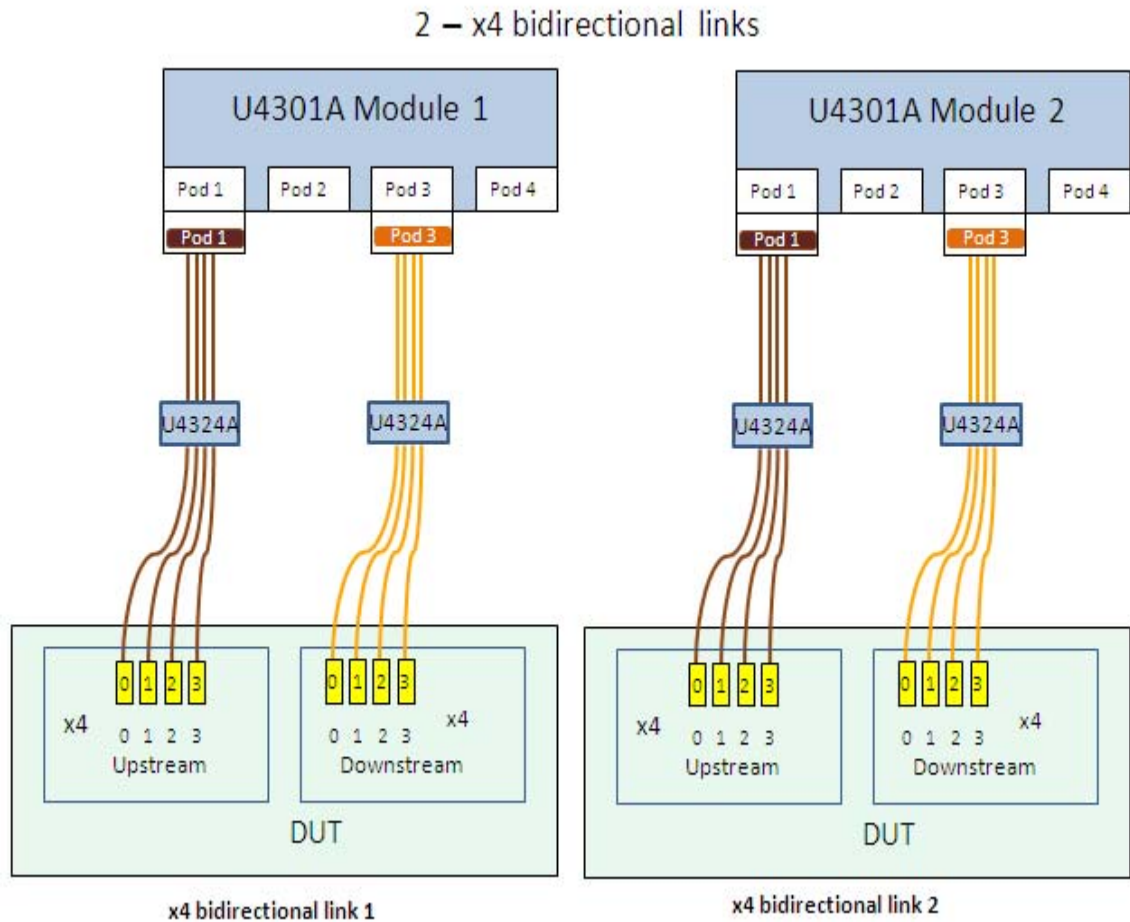 2 – x4 bidirectional links
U4301A Module 1
Pod 1 Pod 2 Pod 3 Pod 4
Pod 1 Pod 3
U4324A U4324A
0 1 2 3 0 1 2 3
x4 x4
0 1 2 3 0 1 2 3
Upstream Downstream
DUT
x4 bidirectional link 1
U4301A Module 2
Pod 1 Pod 2 Pod 3 Pod 4
Pod 1 Pod 3
U4324A U4324A
0 1 2 3 0 1 2 3
x4 x4
0 1 2 3 0 1 2 3
Upstream Downstream
DUT
x4 bidirectional link 2